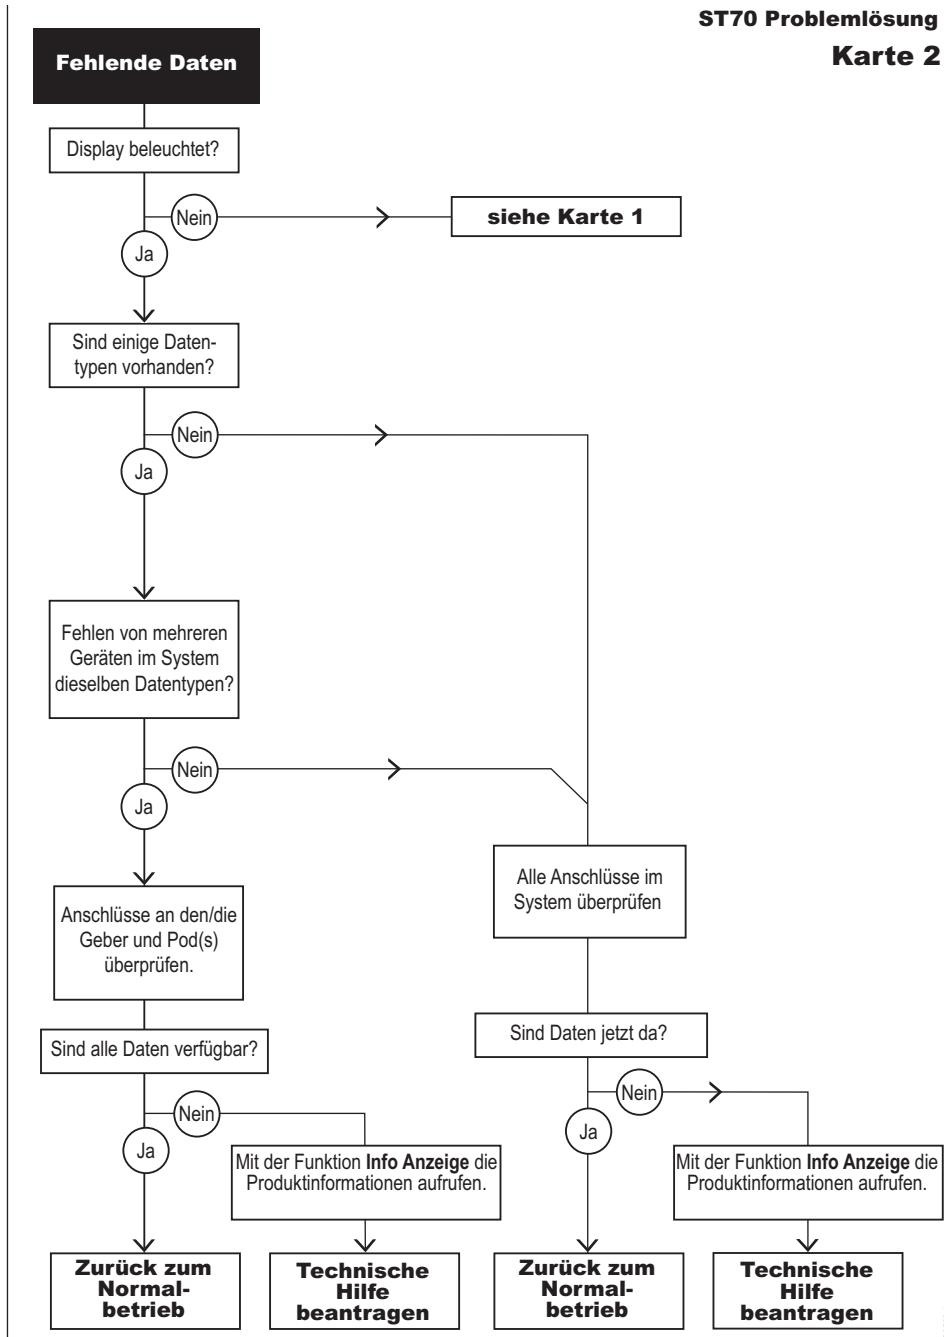 ST70 Problemlösung
Karte 2
Fehlende Daten
Display beleuchtet?
Nein
siehe Karte 1
Ja
Sind einige Daten-
typen vorhanden?
Nein
Ja
Fehlen von mehreren
Geräten im System
dieselben Datentypen?
Nein
Ja
Alle Anschlüsse im
System überprüfen
Anschlüsse an den/die
Geber und Pod(s)
überprüfen.
Sind Daten jetzt da?
Sind alle Daten verfügbar?
Nein
Nein
Ja
Ja
Mit der Funktion Info Anzeige die
Produktinformationen aufrufen.
Mit der Funktion Info Anzeige die
Produktinformationen aufrufen.
Zurück zum
Normal-
betrieb
Technische
Hilfe
beantragen
Zurück zum
Normal-
betrieb
Technische
Hilfe
beantragen